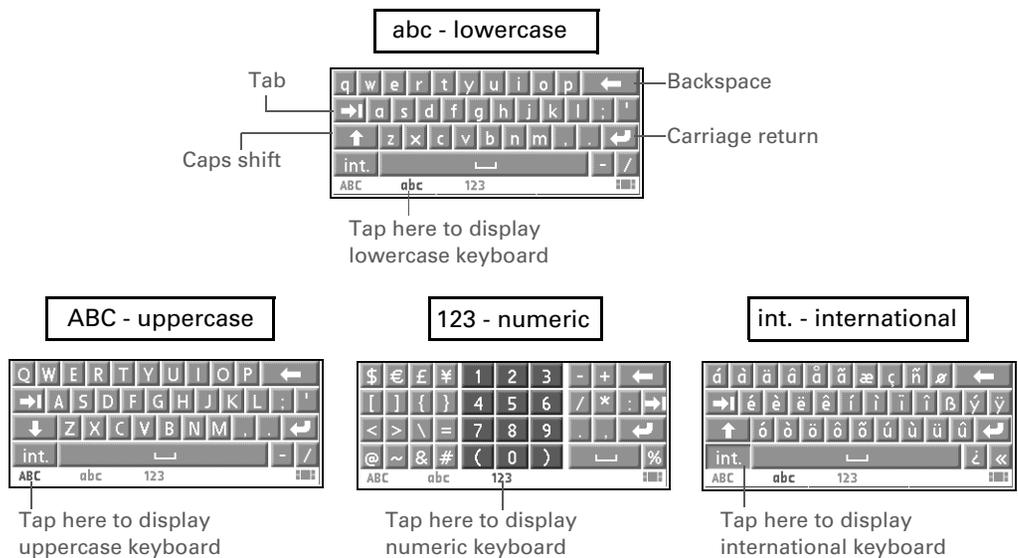 abc - lowercase
Tab
Backspace
Caps shift
Carriage return
q w e r t y u i o p
a s d f g h j k l ; '
z x c v b n m , .
int. - /
ABC abc 123
Tap here to display
lowercase keyboard
ABC - uppercase
Q W E R T Y U I O P
A S D F G H J K L : '
Z X C V B N M , .
int. - /
ABC abc 123
Tap here to display
uppercase keyboard
123 - numeric
$ € £ ¥ 1 2 3 - +
[ ] { } 4 5 6 / * :
< > \ = 7 8 9 . ,
@ ~ & # ( 0 ) %
ABC abc 123
Tap here to display
numeric keyboard
int. - international
á à ä â å ã æ ç ñ ø
é è ë ê í ì ï î ß ý ÿ
ó ò ö ô õ ú ù ü û
int. ¿ «
ABC abc 123
Tap here to display
international keyboard